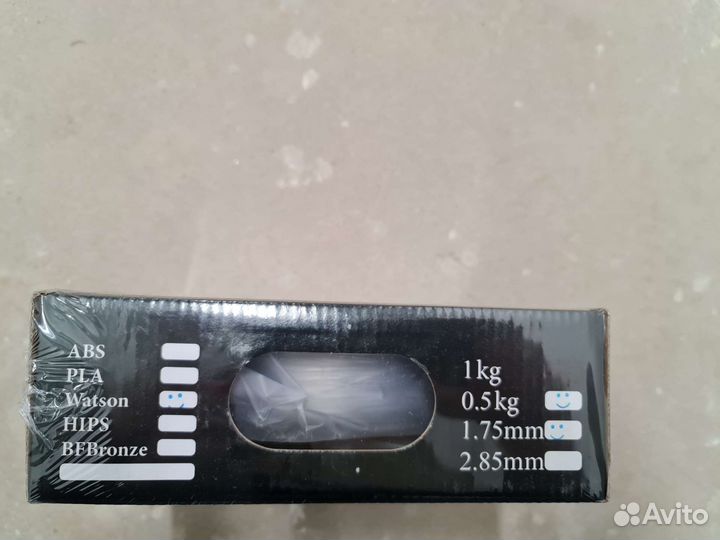 ABS
PLA
Watson
HIPS
BFBronze
1kg
0.5kg
1.75mm
2.85mm
Avito